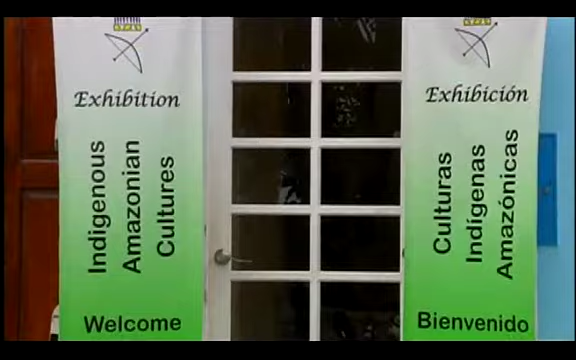 Exhibition
Indigenous
Amazonian
Cultures
Welcome
Exhibición
Culturas
Indígenas
Amazónicas
Bienvenido